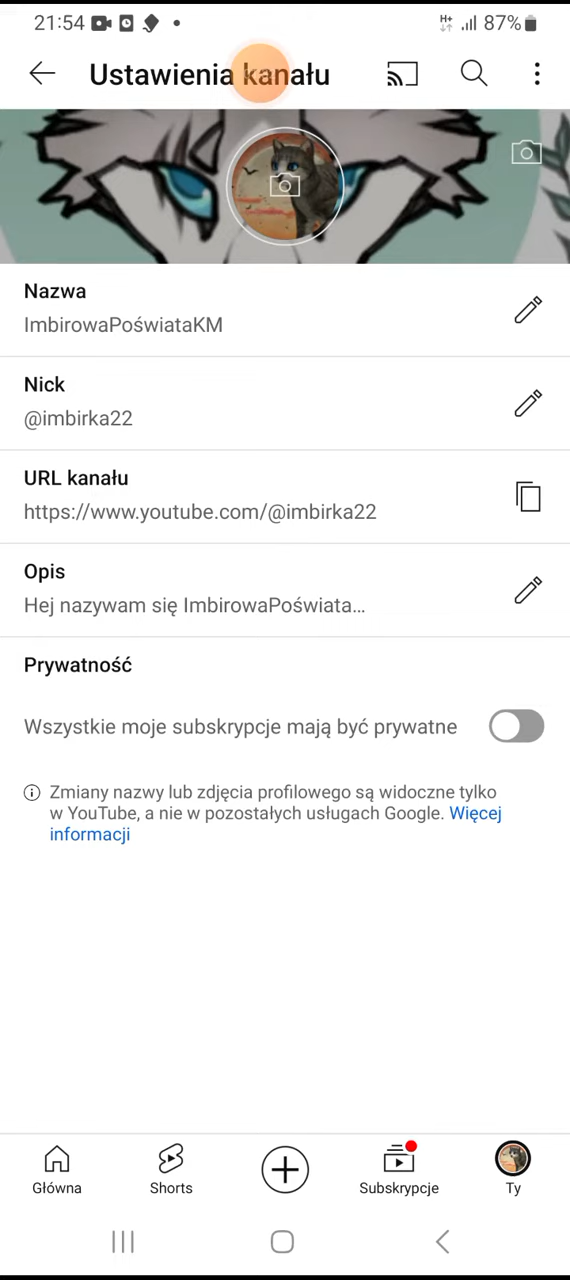 21:54
H+ 87%
Ustawienia kanału
Nazwa
ImbirowaPoświataKM
Nick
@imbirka22
URL kanału
https://www.youtube.com/@imbirka22
Opis
Hej nazywam się ImbirowaPoświata...
Prywatność
Wszystkie moje subskrypcje mają być prywatne
Zmiany nazwy lub zdjęcia profilowego są widoczne tylko
w YouTube, a nie w pozostałych usługach Google. Więcej
informacji
Główna
Shorts
Subskrypcje
Ty